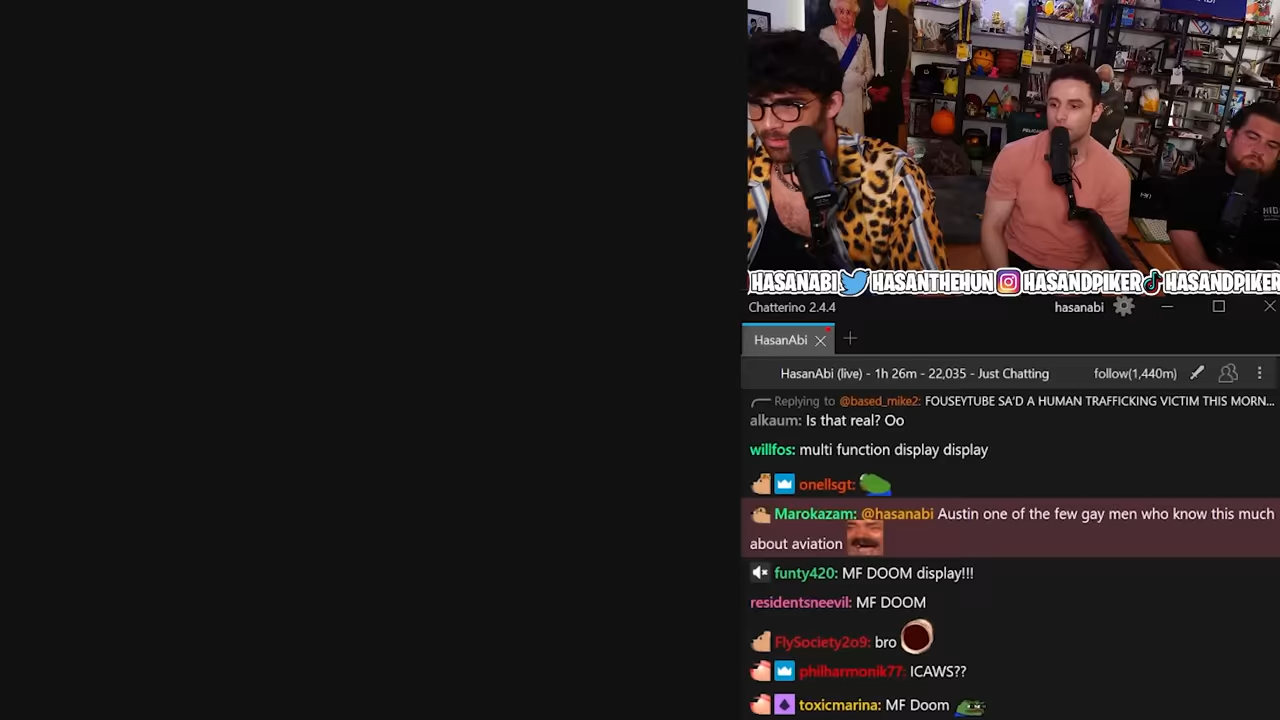 HASANABI HASANTHEHUN HASANDPIKER HASANDPIKER
Chatterino 2.4.4 hasanabi
HasanAbi
HasanAbi (live) - 1h 26m - 22,035 - Just Chatting follow(1,440m)
Replying to @based_mike2: FOUSEYTUBE SA'D A HUMAN TRAFFICKING VICTIM THIS MORN...
alkaum: Is that real? Oo
willfos: multi function display display
onellsgt:
Marokazam: @hasanabi Austin one of the few gay men who know this much
about aviation
funty420: MF DOOM display!!!
residentsneevil: MF DOOM
FlySociety2o9: bro
philharmonik77: ICAWS??
toxicmarina: MF Doom